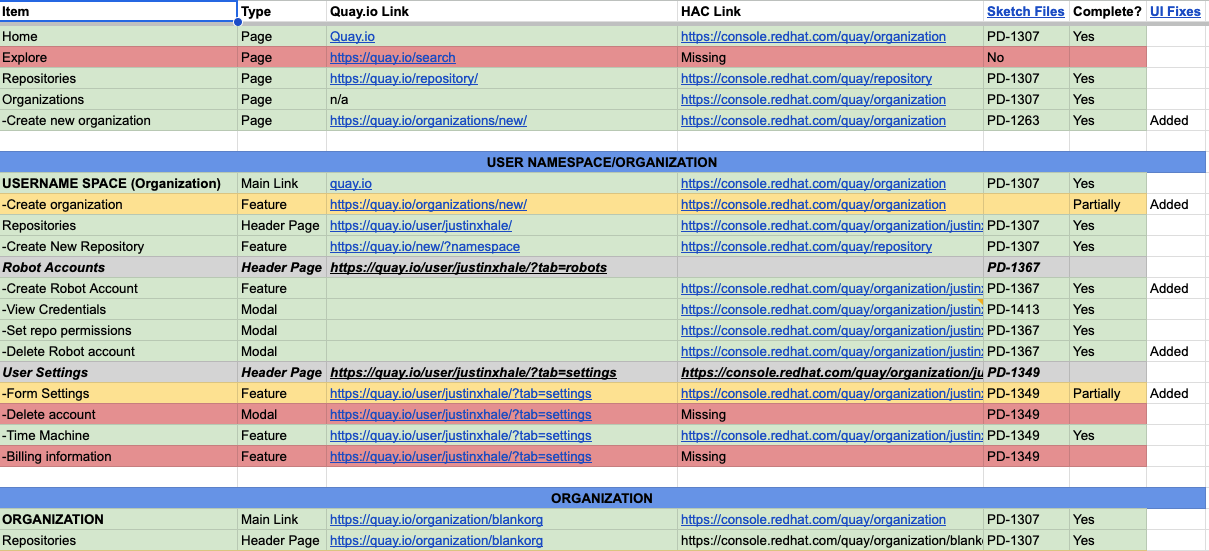 Item Type Quay.io Link HAC Link Sketch Files Complete? UI Fixes
Home Page Quay.io https://console.redhat.com/quay/organization PD-1307 Yes
Explore Page https://quay.io/search Missing No
Repositories Page https://quay.io/repository/ https://console.redhat.com/quay/repository PD-1307 Yes
Organizations Page n/a https://console.redhat.com/quay/organization PD-1307 Yes
-Create new organization Page https://quay.io/organizations/new/ https://console.redhat.com/quay/organization PD-1263 Yes Added
USER NAMESPACE/ORGANIZATION
USERNAME SPACE (Organization) Main Link quay.io https://console.redhat.com/quay/organization PD-1307 Yes
-Create organization Feature https://quay.io/organizations/new/ https://console.redhat.com/quay/organization Partially Added
Repositories Header Page https://quay.io/user/justinxhale/ https://console.redhat.com/quay/organization/justinx PD-1307 Yes
-Create New Repository Feature https://quay.io/new/?namespace https://console.redhat.com/quay/repository PD-1307 Yes
Robot Accounts Header Page https://quay.io/user/justinxhale/?tab=robots PD-1367
-Create Robot Account Feature https://console.redhat.com/quay/organization/justinx PD-1367 Yes Added
-View Credentials Modal https://console.redhat.com/quay/organization/justinx PD-1413 Yes
-Set repo permissions Modal https://console.redhat.com/quay/organization/justinx PD-1367 Yes
-Delete Robot account Modal https://console.redhat.com/quay/organization/justinx PD-1367 Yes Added
User Settings Header Page https://quay.io/user/justinxhale/?tab=settings https://console.redhat.com/quay/organization/ju PD-1349
-Form Settings Feature https://quay.io/user/justinxhale/?tab=settings https://console.redhat.com/quay/organization/justinx PD-1349 Partially Added
-Delete account Modal https://quay.io/user/justinxhale/?tab=settings Missing PD-1349
-Time Machine Feature https://quay.io/user/justinxhale/?tab=settings https://console.redhat.com/quay/organization/justinx PD-1349 Yes
-Billing information Feature https://quay.io/user/justinxhale/?tab=settings Missing PD-1349
ORGANIZATION
ORGANIZATION Main Link https://quay.io/organization/blankorg https://console.redhat.com/quay/organization PD-1307 Yes
Repositories Header Page https://quay.io/organization/blankorg https://console.redhat.com/quay/organization/blank PD-1307 Yes